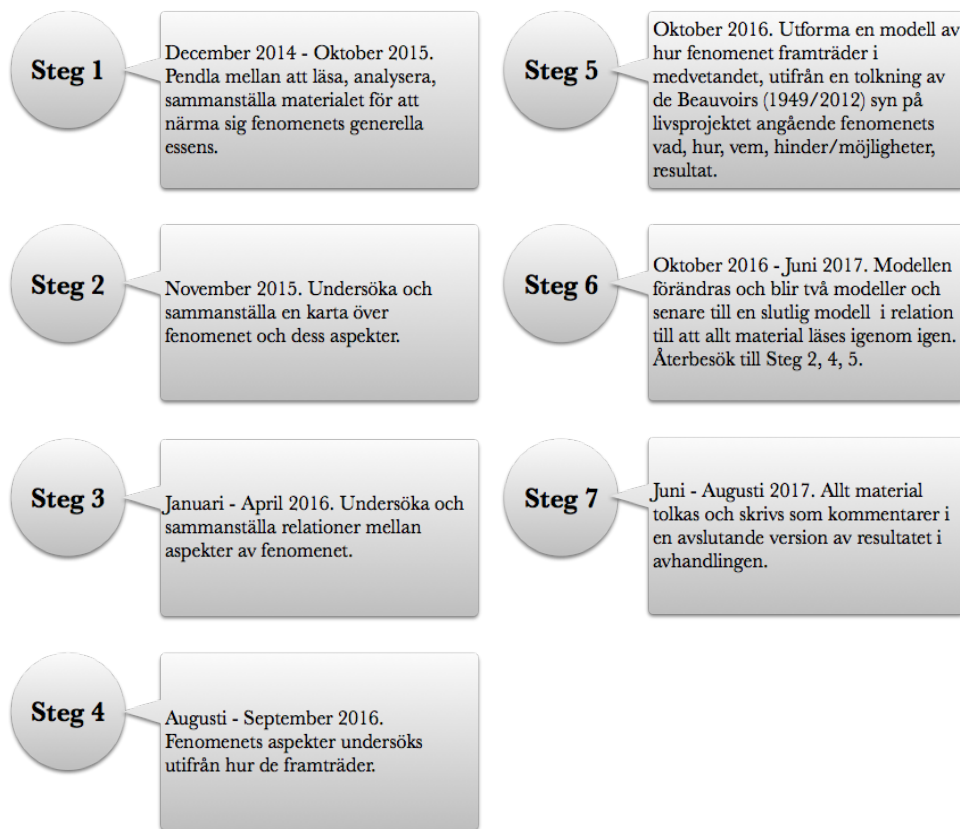 Steg 1
December 2014 - Oktober 2015.
Pendla mellan att läsa, analysera,
sammanställa materialet för att
närma sig fenomenets generella
essens.
Steg 2
November 2015. Undersöka och
sammanställa en karta över
fenomenet och dess aspekter.
Steg 3
Januari - April 2016. Undersöka och
sammanställa relationer mellan
aspekter av fenomenet.
Steg 4
Augusti - September 2016.
Fenomenets aspekter undersöks
utifrån hur de framträder.
Steg 5
Oktober 2016. Utforma en modell av
hur fenomenet framträder i
medvetandet, utifrån en tolkning av
de Beauvoirs (1949/2012) syn på
livsprojektet angående fenomenets
vad, hur, vem, hinder/möjligheter,
resultat.
Steg 6
Oktober 2016 - Juni 2017. Modellen
förändras och blir två modeller och
senare till en slutlig modell i relation
till att allt material läses igenom igen.
Återbesök till Steg 2, 4, 5.
Steg 7
Juni - Augusti 2017. Allt material
tolkas och skrivs som kommentarer i
en avslutande version av resultatet i
avhandlingen.